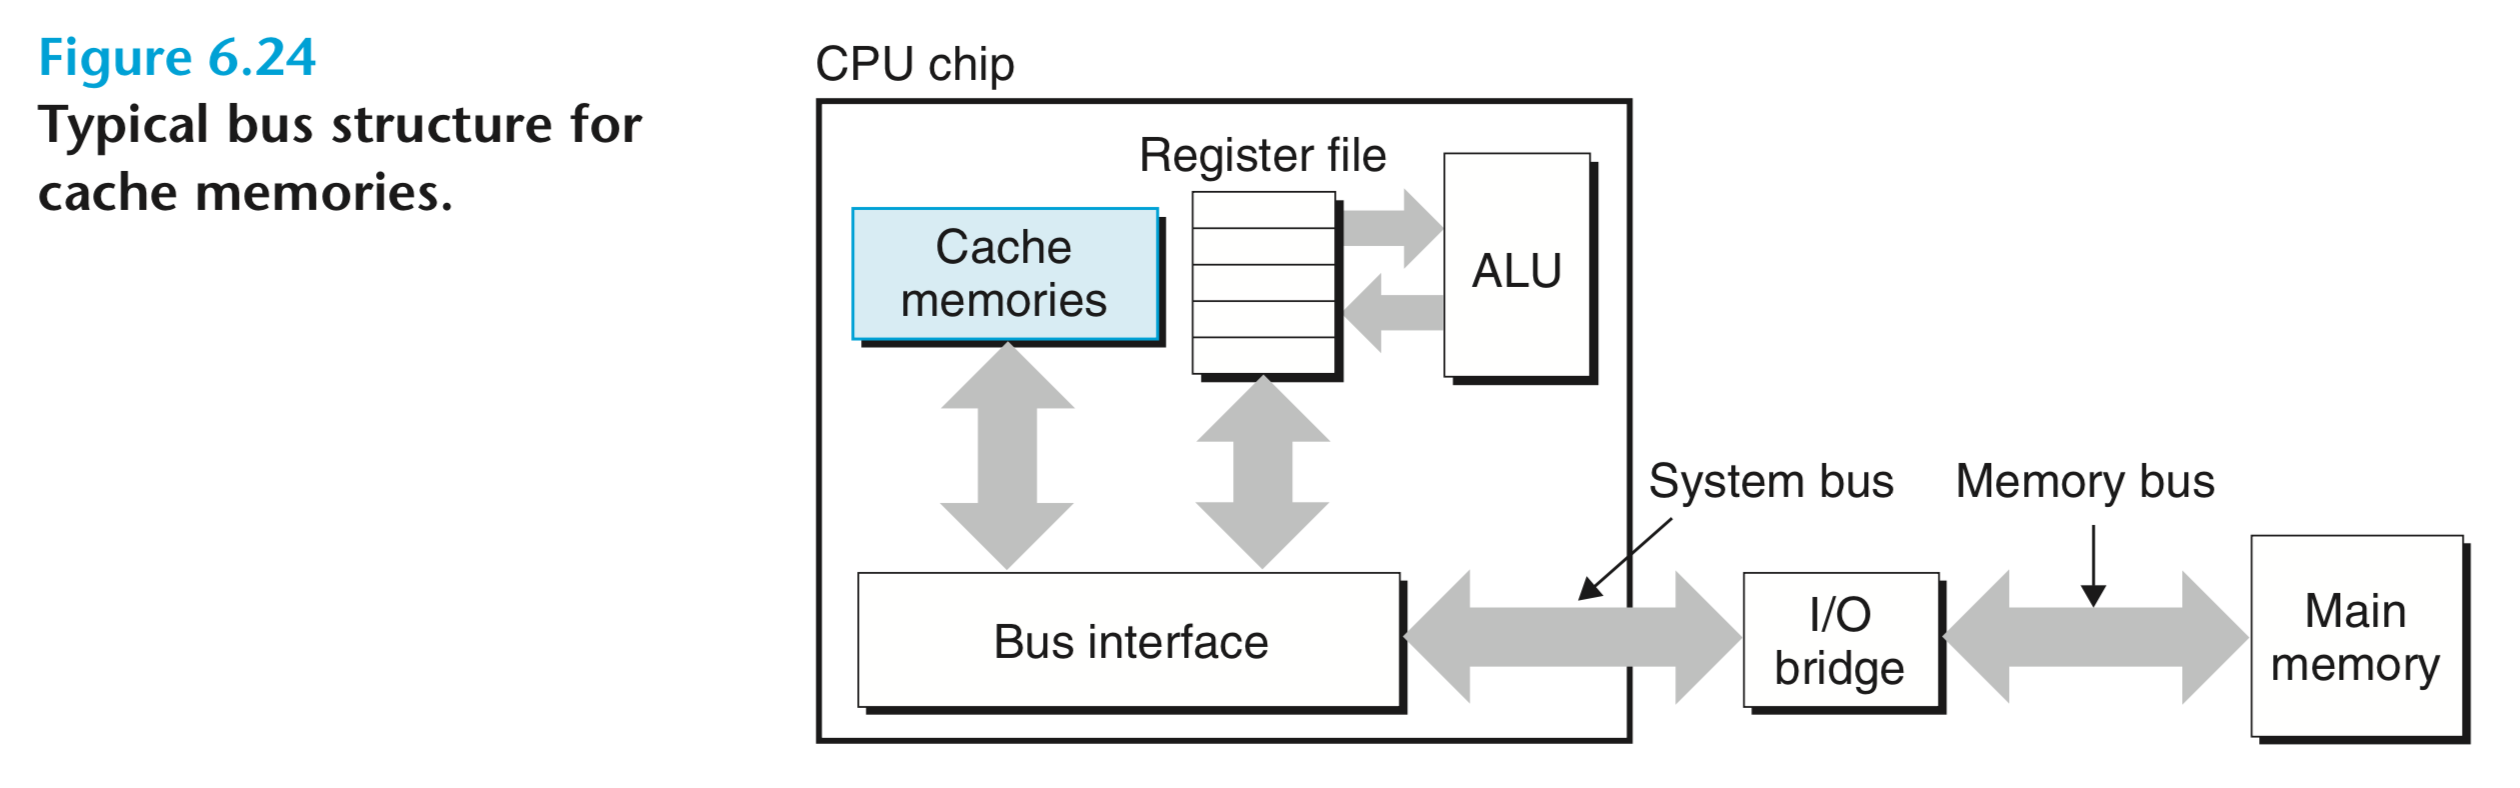 Figure 6.24
Typical bus structure for
cache memories.
CPU chip
Register file
Cache
memories
ALU
System bus
Memory bus
Bus interface
I/O
bridge
Main
memory